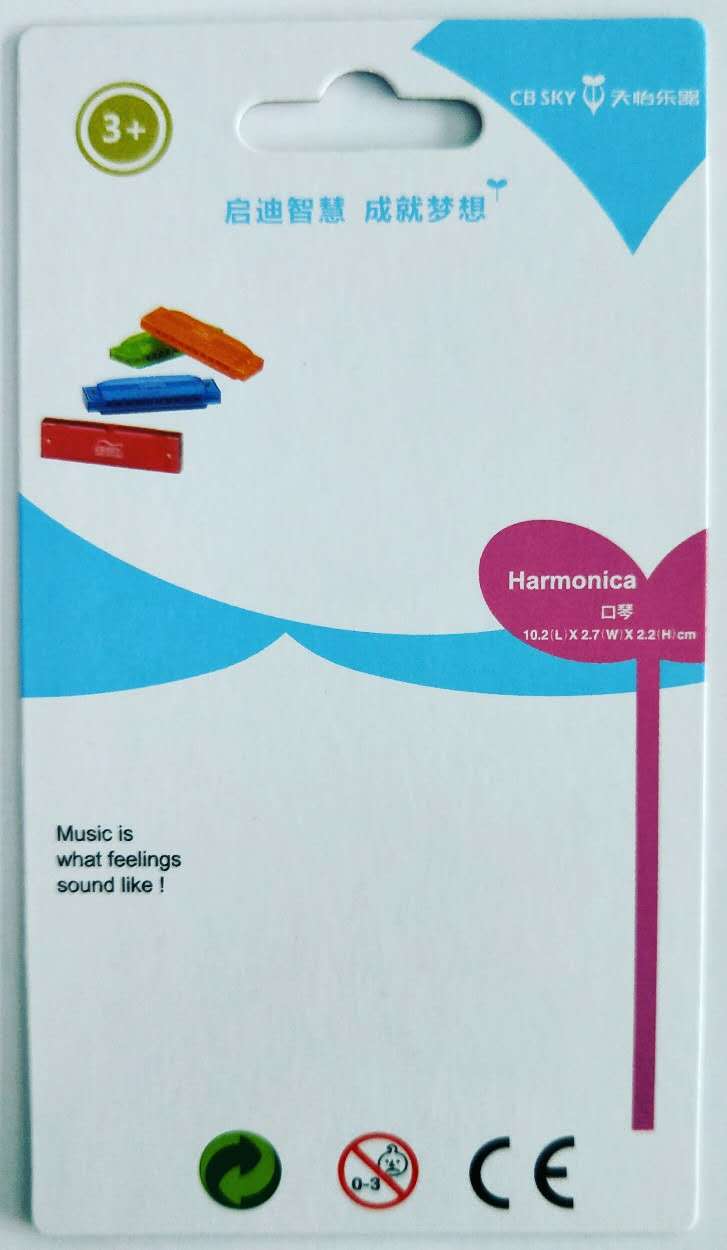 3+
CB SKY 天怡乐器
启迪智慧 成就梦想
Harmonica
口琴
10.2(L)X 2.7(W)X 2.2(H)cm
Music is
what feelings
sound like !
0-3
CE